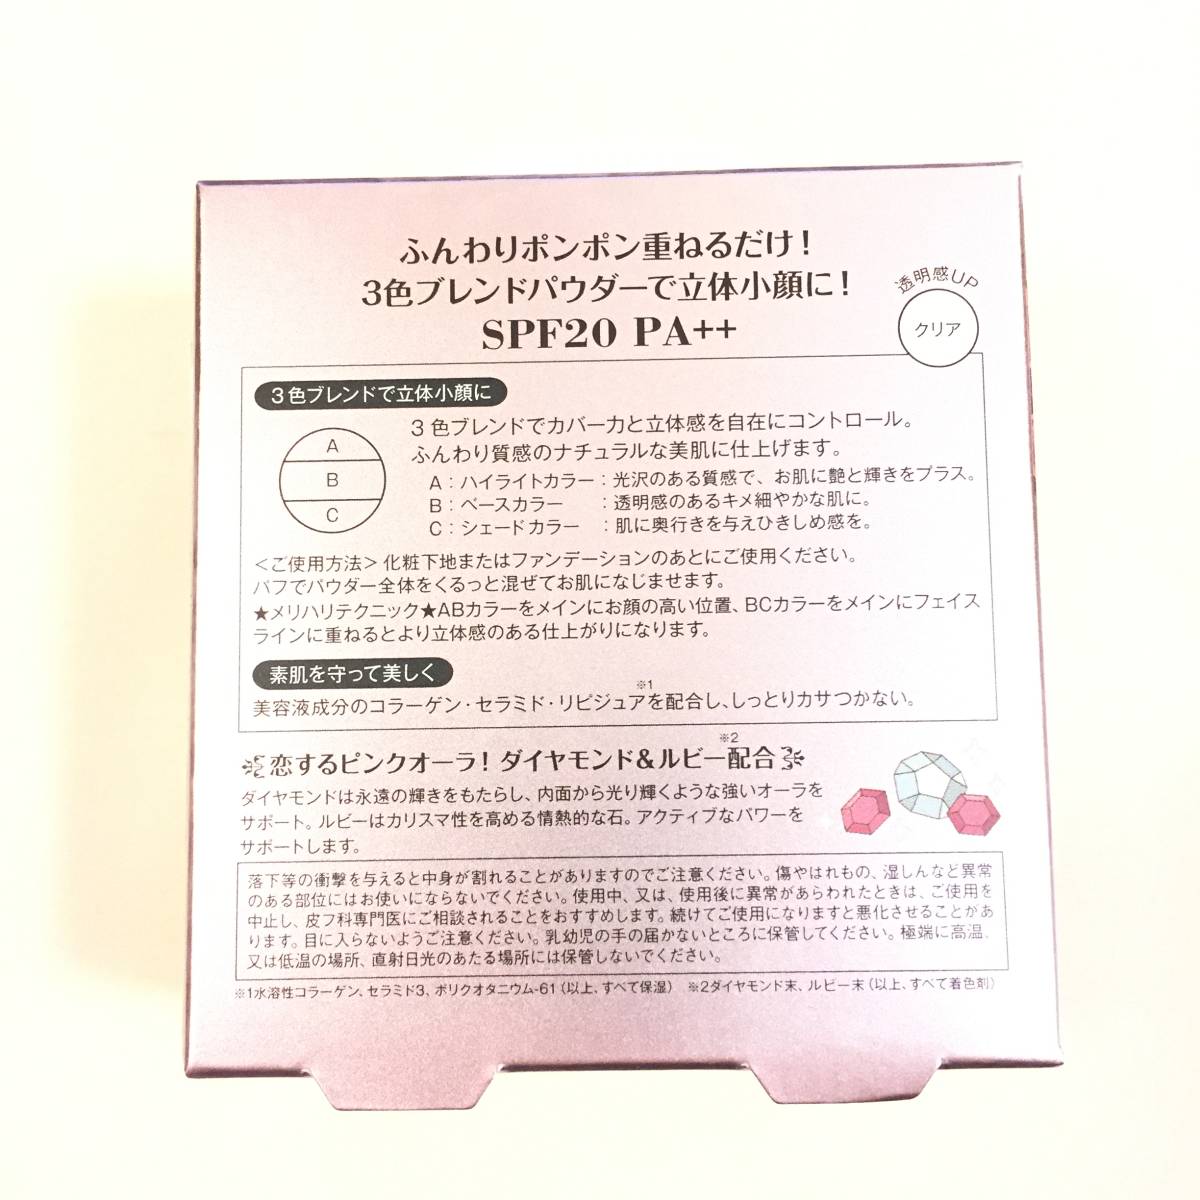 ふんわりポンポン重ねるだけ！
3色ブレンドパウダーで立体小顔に！
SPF20 PA++
透明感UP
クリア
3色ブレンドで立体小顔に
A
B
C
3色ブレンドでカバー力と立体感を自在にコントロール。
ふんわり質感のナチュラルな美肌に仕上げます。
A：ハイライトカラー：光沢のある質感で、お肌に艶と輝きをプラス。
B：ベースカラー　　：透明感のあるキメ細やかな肌に。
C：シェードカラー　：肌に奥行きを与えひきしめ感を。
＜ご使用方法＞化粧下地またはファンデーションのあとにご使用ください。
パフでパウダー全体をくるっと混ぜてお肌になじませます。
★メリハリテクニック★ABカラーをメインにお顔の高い位置、BCカラーをメインにフェイス
ラインに重ねるとより立体感のある仕上がりになります。
素肌を守って美しく
美容液成分のコラーゲン・セラミド・リピジュア※1を配合し、しっとりカサつかない。
恋するピンクオーラ！ダイヤモンド＆ルビー※2配合
ダイヤモンドは永遠の輝きをもたらし、内面から光り輝くような強いオーラを
サポート。ルビーはカリスマ性を高める情熱的な石。アクティブなパワーを
サポートします。
落下等の衝撃を与えると中身が割れることがありますのでご注意ください。傷やはれもの、湿しんなど異常
のある部位にはお使いにならないでください。使用中、又は、使用後に異常があらわれたときは、ご使用を
中止し、皮フ科専門医にご相談されることをおすすめします。続けてご使用になりますと悪化させることがあ
ります。目に入らないようご注意ください。乳幼児の手の届かないところに保管してください。極端に高温、
又は低温の場所、直射日光のあたる場所には保管しないでください。
※1水溶性コラーゲン、セラミド3、ポリクオタニウム-61（以上、すべて保湿）　※2ダイヤモンド末、ルビー末（以上、すべて着色剤）